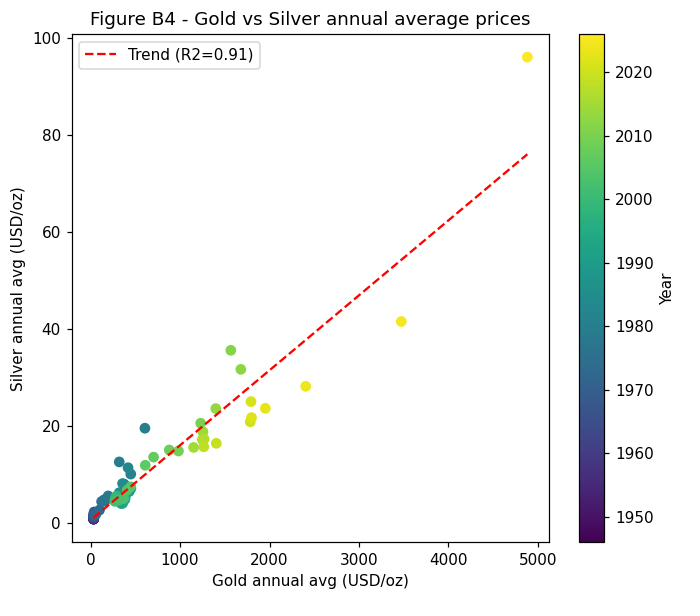 Figure B4 - Gold vs Silver annual average prices
Trend (R2=0.91)
100
80
60
40
20
0
Silver annual avg (USD/oz)
0 1000 2000 3000 4000 5000
Gold annual avg (USD/oz)
2020
2010
2000
1990
1980
1970
1960
1950
Year